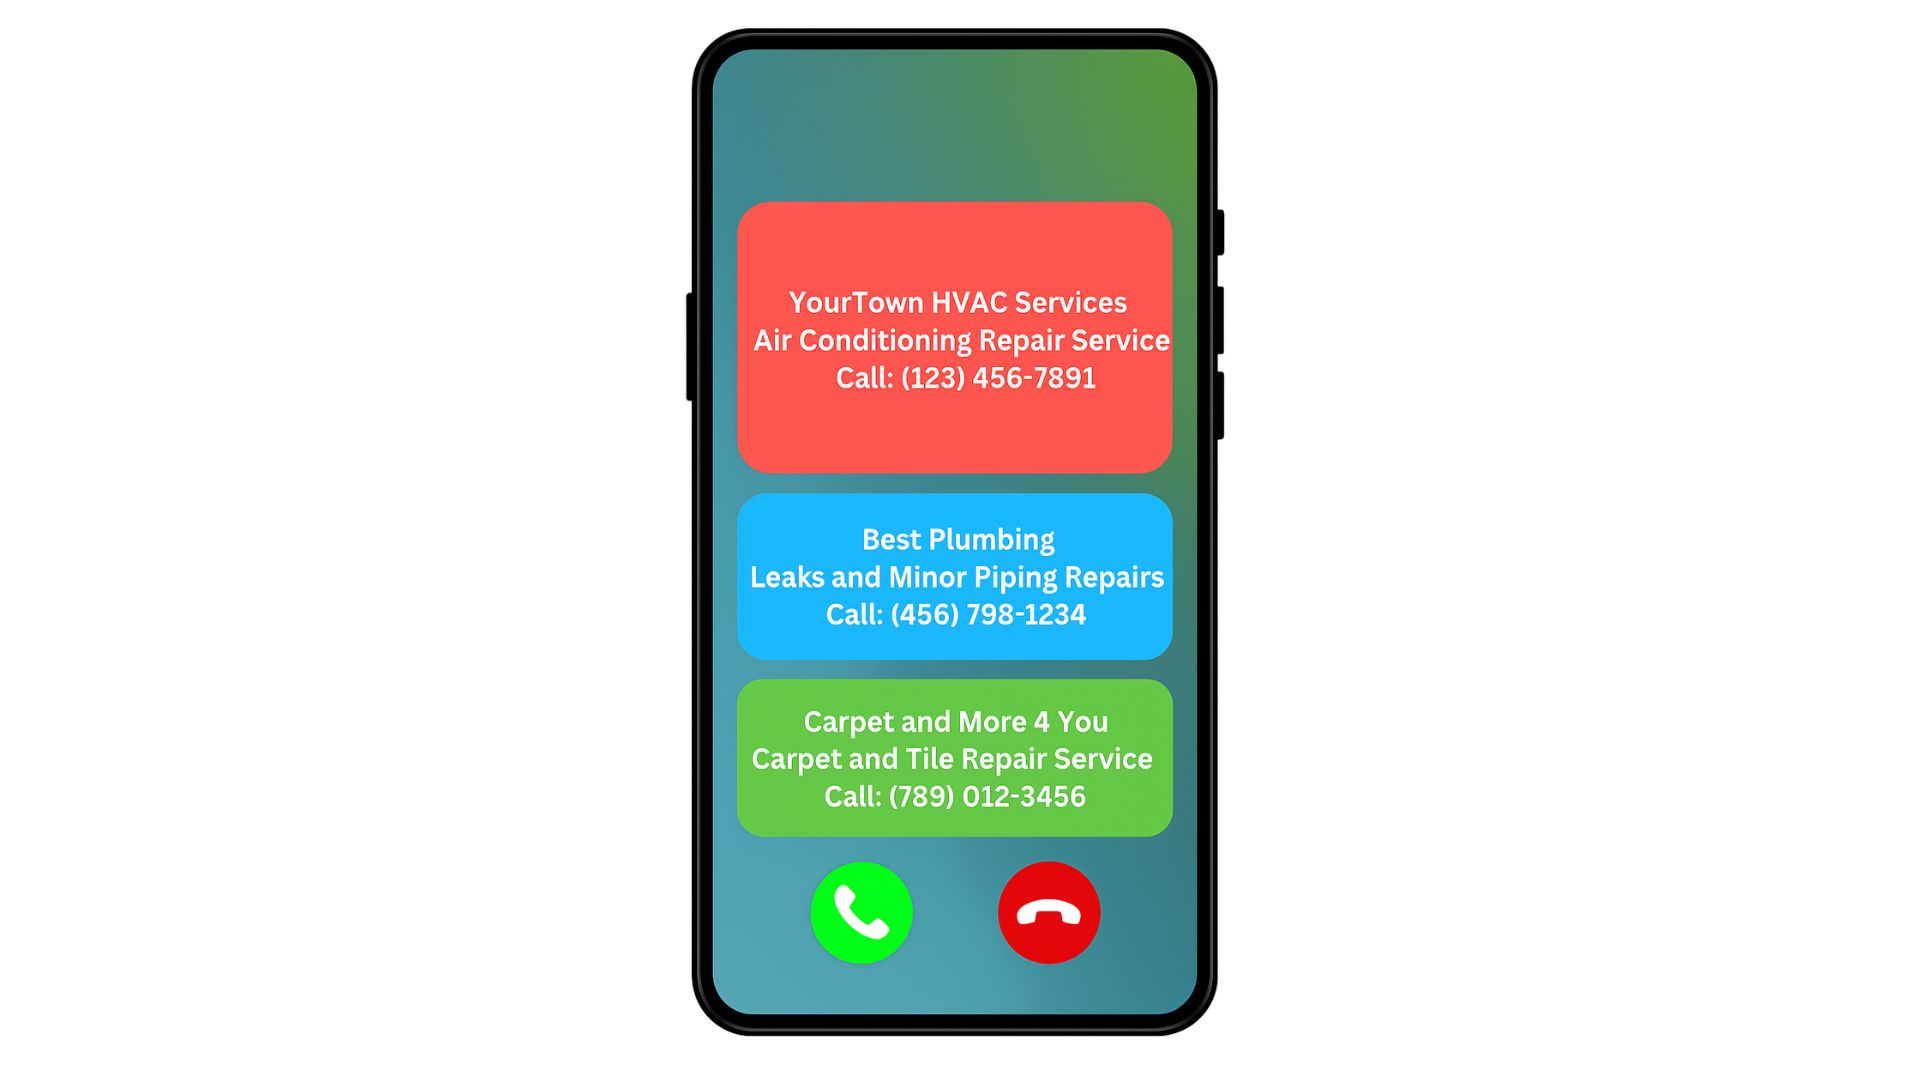 YourTown HVAC Services
Air Conditioning Repair Service
Call: (123) 456-7891
Best Plumbing
Leaks and Minor Piping Repairs
Call: (456) 798-1234
Carpet and More 4 You
Carpet and Tile Repair Service
Call: (789) 012-3456